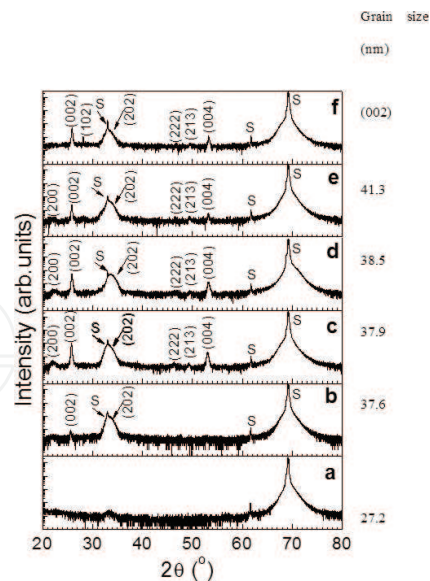 Grain size
(nm)
(002)
(002) S (102) (202) (222) (213) (004) S S f
41.3
(200) (002) S (202) (222) (213) (004) S S e
38.5
(200) (002) S (202) (222) (213) (004) S S d
37.9
(200) (002) S (202) (222) (213) (004) S S c
37.6
(002) S (202) S S b
27.2
a
Intensity (arb.units)
20 30 40 50 60 70 80
2θ (°)